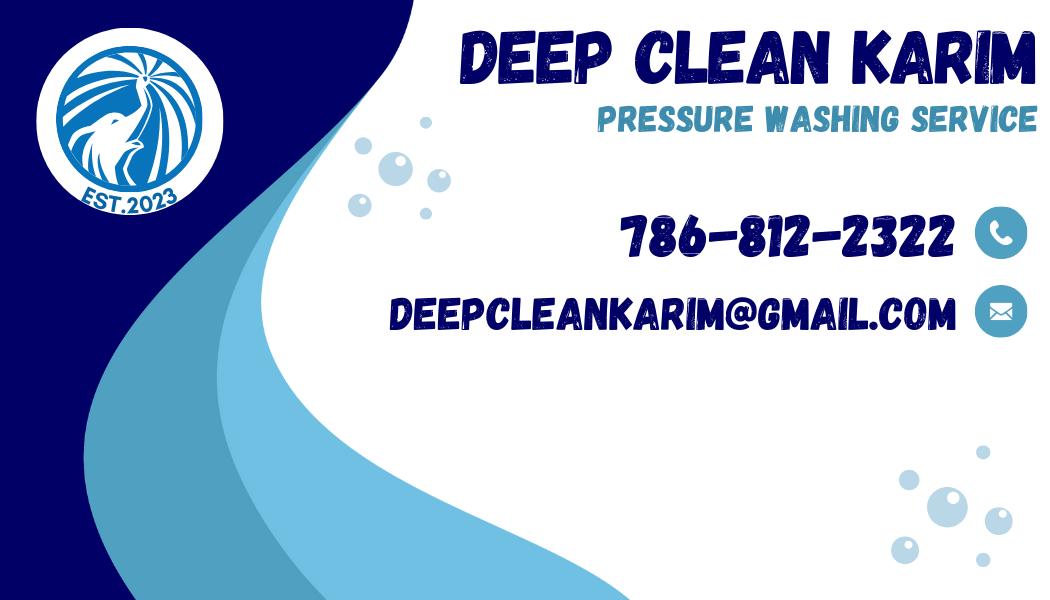 DEEP CLEAN KARIM
PRESSURE WASHING SERVICE
EST.2023
786-812-2322
DEEPCLEANKARIM@GMAIL.COM